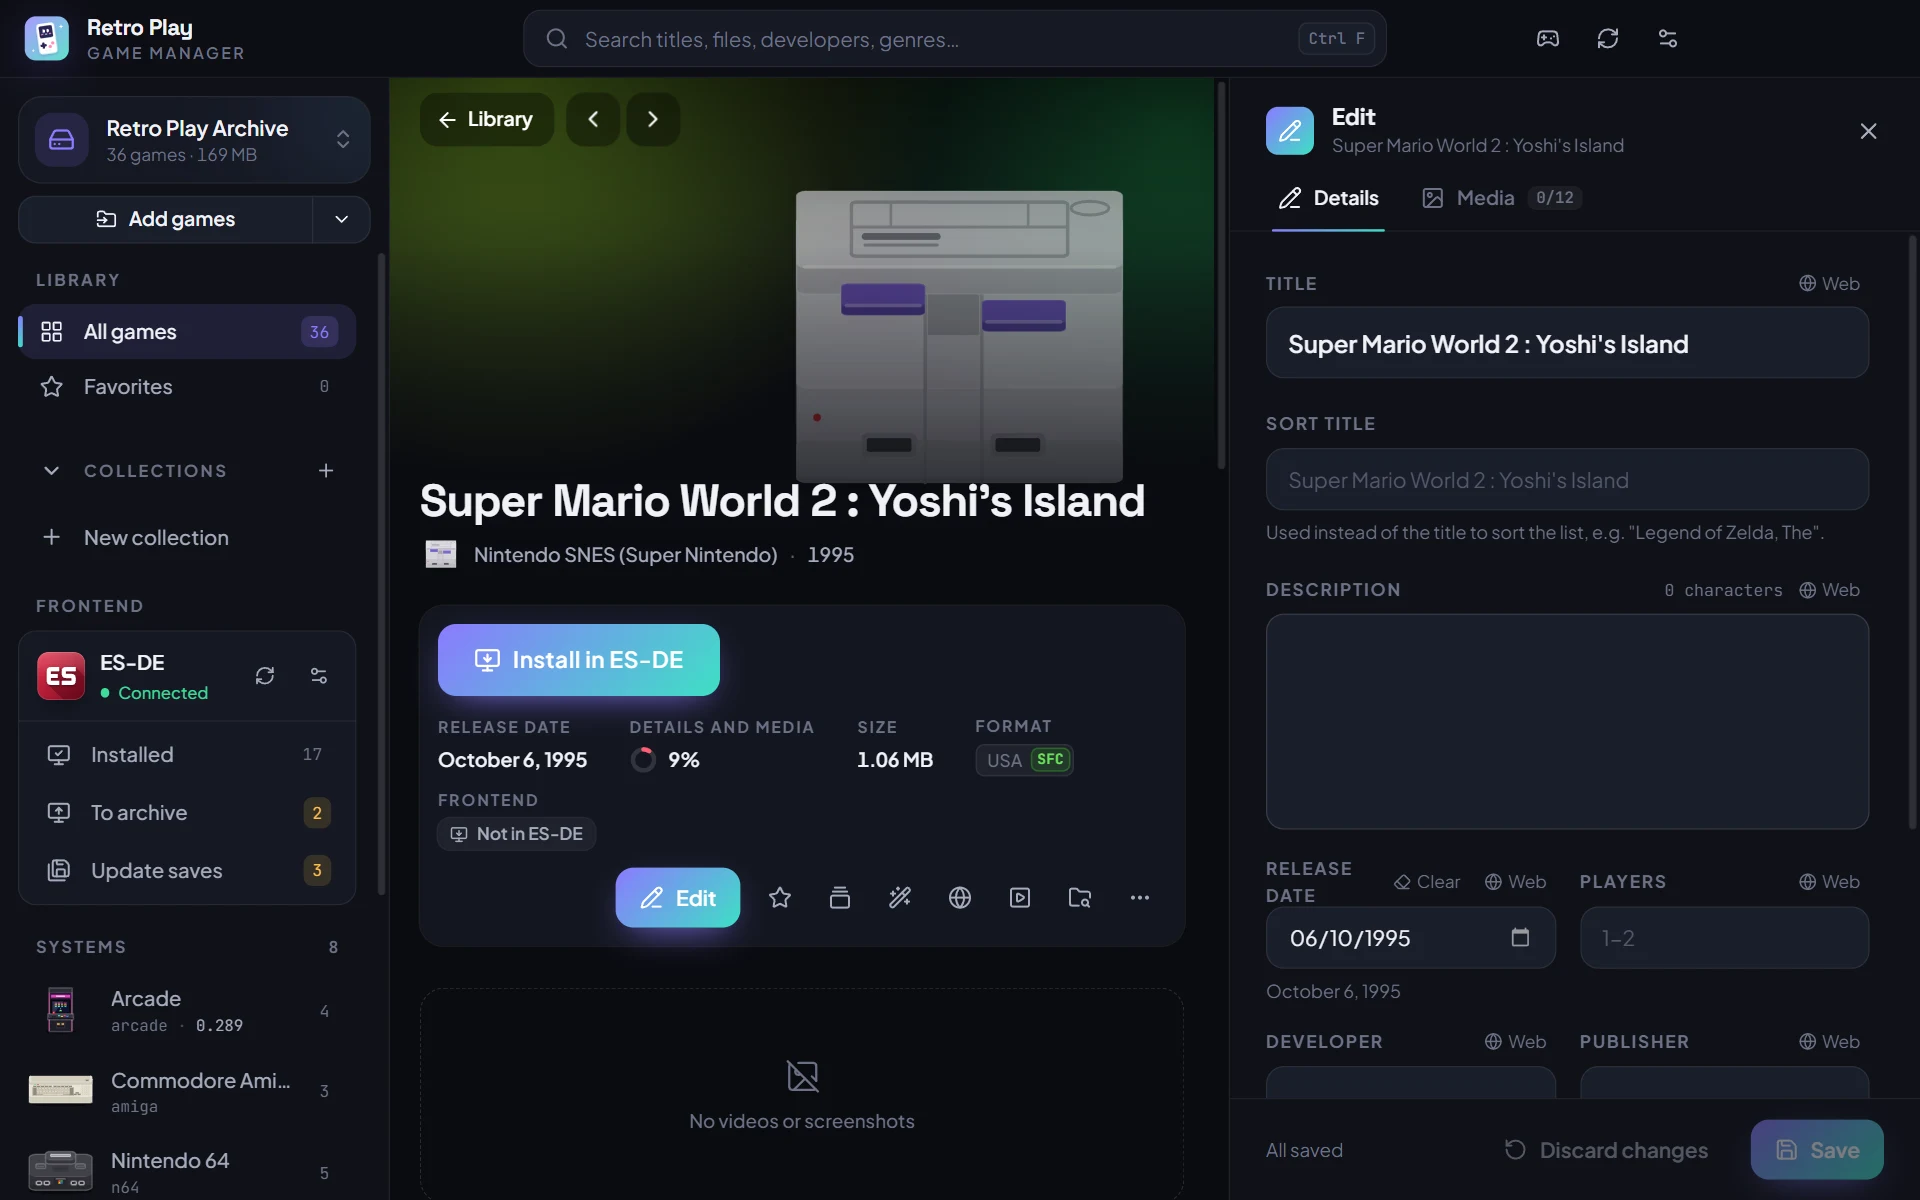 Retro Play
GAME MANAGER
Search titles, files, developers, genres...
Ctrl F
Retro Play Archive
36 games · 169 MB
Add games
LIBRARY
All games
36
Favorites
0
COLLECTIONS
New collection
FRONTEND
ES
ES-DE
Connected
Installed
17
To archive
2
Update saves
3
SYSTEMS
8
Arcade
arcade · 0.289
4
Commodore Ami...
amiga
3
Nintendo 64
n64
5
Library
Super Mario World 2 : Yoshi's Island
Nintendo SNES (Super Nintendo) · 1995
Install in ES-DE
RELEASE DATE
October 6, 1995
DETAILS AND MEDIA
9%
SIZE
1.06 MB
FORMAT
USA SFC
FRONTEND
Not in ES-DE
Edit
No videos or screenshots
Edit
Super Mario World 2 : Yoshi's Island
Details
Media
0/12
TITLE
Web
Super Mario World 2 : Yoshi's Island
SORT TITLE
Super Mario World 2 : Yoshi's Island
Used instead of the title to sort the list, e.g. "Legend of Zelda, The".
DESCRIPTION
0 characters
Web
RELEASE DATE
Clear
Web
06/10/1995
October 6, 1995
PLAYERS
Web
1-2
DEVELOPER
Web
PUBLISHER
Web
All saved
Discard changes
Save